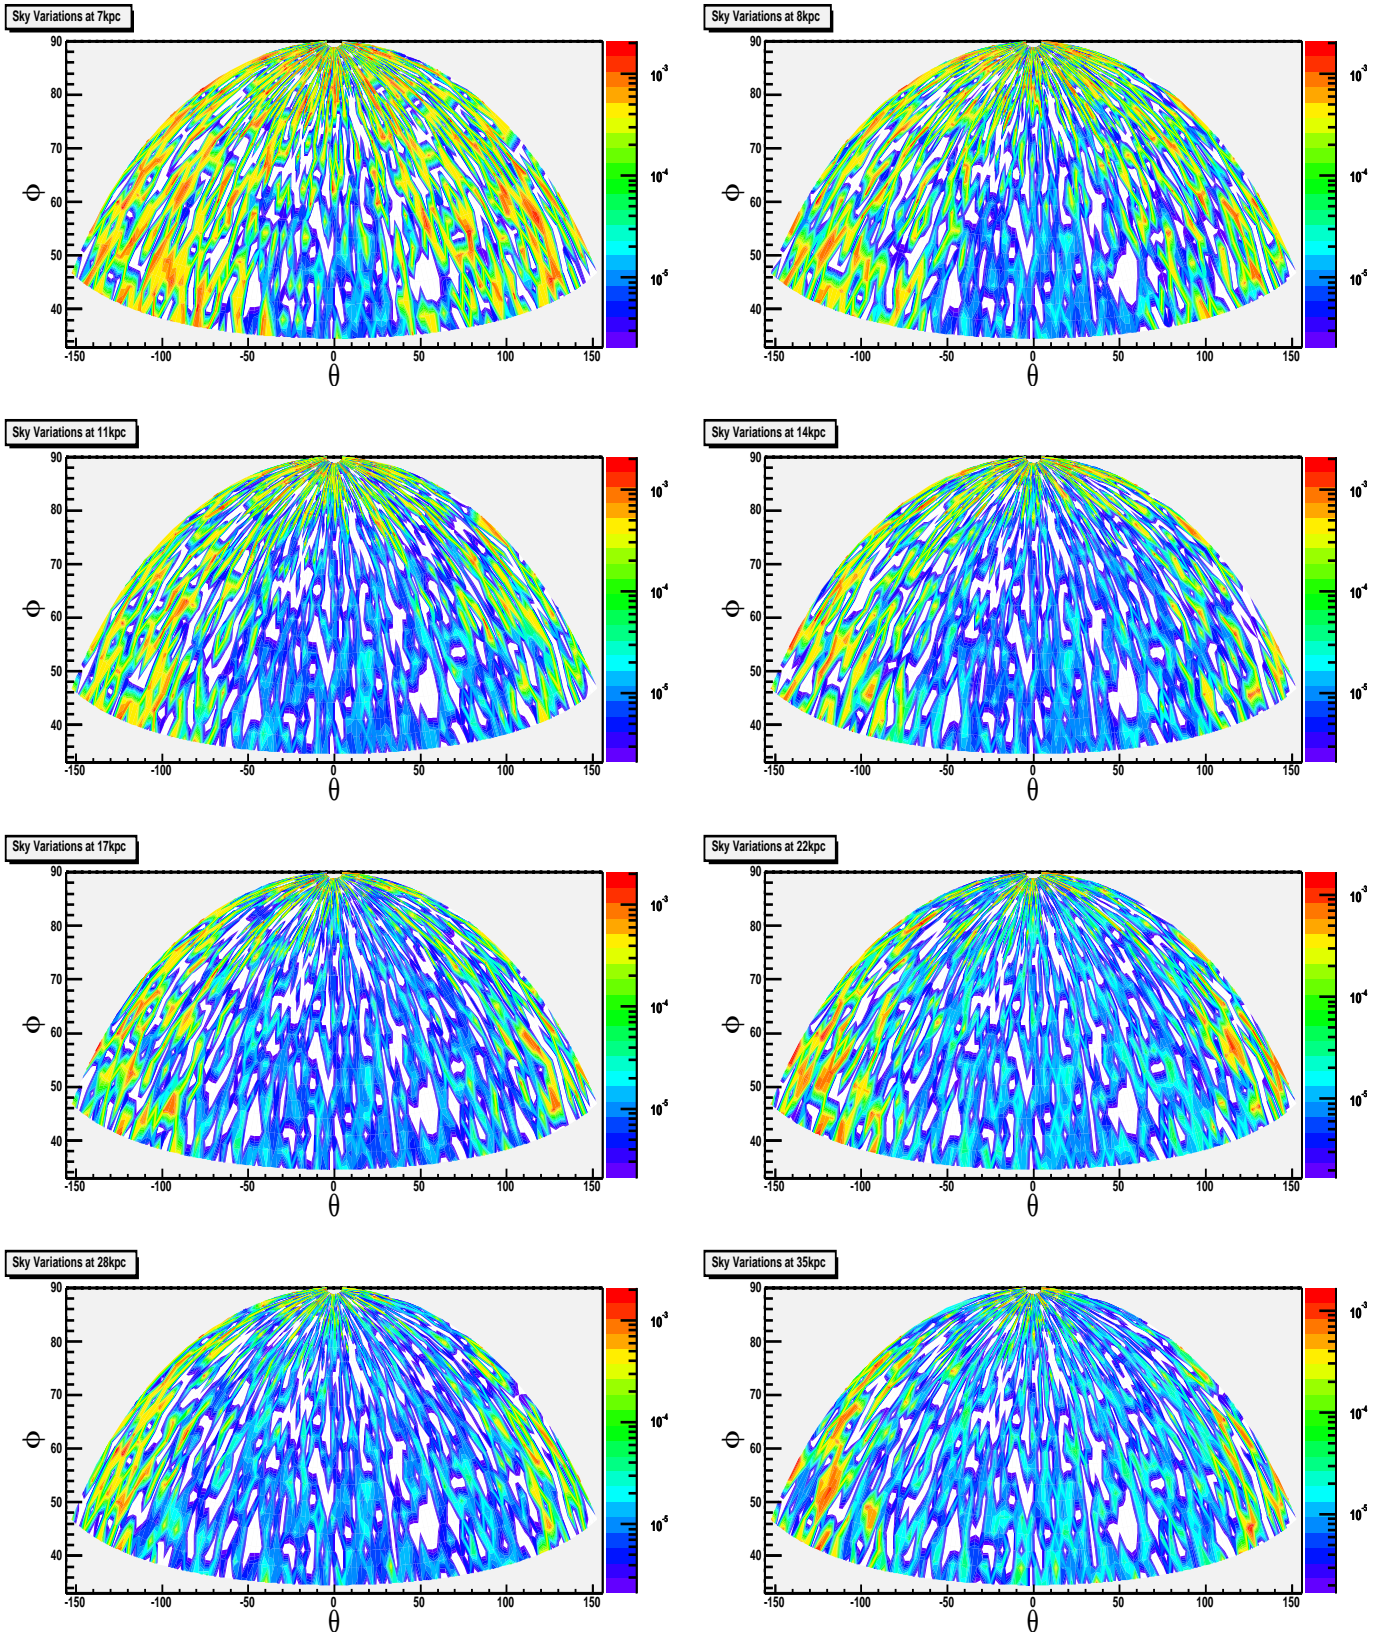 Sky Variations at 7kpc
90
80
70
60
50
40
ϕ
-150 -100 -50 0 50 100 150
θ
10⁻³
10⁻⁴
10⁻⁵
Sky Variations at 8kpc
90
80
70
60
50
40
ϕ
-150 -100 -50 0 50 100 150
θ
10⁻³
10⁻⁴
10⁻⁵
Sky Variations at 11kpc
90
80
70
60
50
40
ϕ
-150 -100 -50 0 50 100 150
θ
10⁻³
10⁻⁴
10⁻⁵
Sky Variations at 14kpc
90
80
70
60
50
40
ϕ
-150 -100 -50 0 50 100 150
θ
10⁻³
10⁻⁴
10⁻⁵
Sky Variations at 17kpc
90
80
70
60
50
40
ϕ
-150 -100 -50 0 50 100 150
θ
10⁻³
10⁻⁴
10⁻⁵
Sky Variations at 22kpc
90
80
70
60
50
40
ϕ
-150 -100 -50 0 50 100 150
θ
10⁻³
10⁻⁴
10⁻⁵
Sky Variations at 28kpc
90
80
70
60
50
40
ϕ
-150 -100 -50 0 50 100 150
θ
10⁻³
10⁻⁴
10⁻⁵
Sky Variations at 35kpc
90
80
70
60
50
40
ϕ
-150 -100 -50 0 50 100 150
θ
10⁻³
10⁻⁴
10⁻⁵